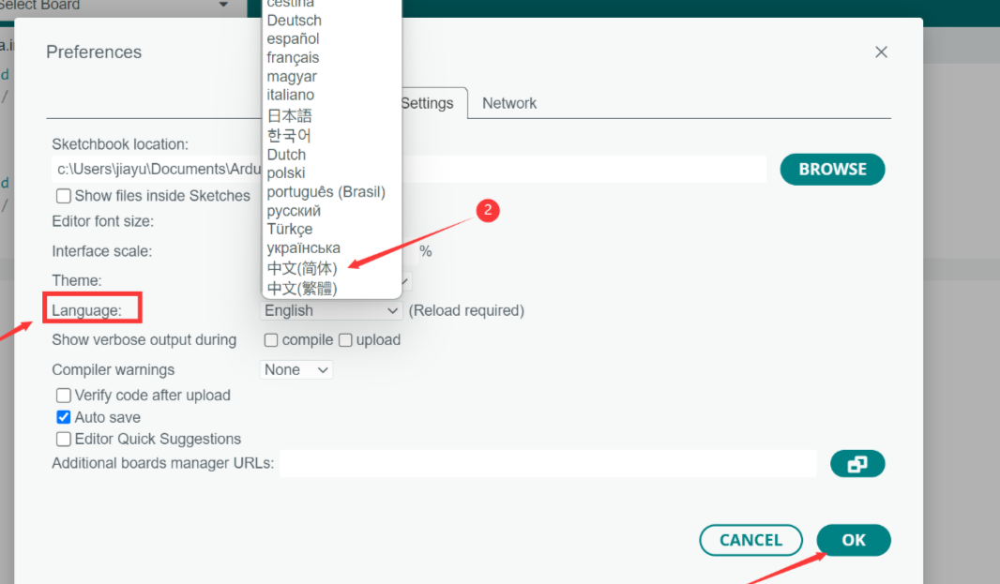 Select Board
čeština
Deutsch
español
français
magyar
italiano
日本語
한국어
Dutch
polski
português (Brasil)
русский
Türkçe
українська
中文(简体)
中文(繁體)
Preferences
Settings
Network
Sketchbook location:
c:\Users\jiayu\Documents\Ardu
BROWSE
Show files inside Sketches
Editor font size:
2
Interface scale:
%
Theme:
Language:
English
(Reload required)
Show verbose output during
compile
upload
Compiler warnings
None
Verify code after upload
Auto save
Editor Quick Suggestions
Additional boards manager URLs:
CANCEL
OK